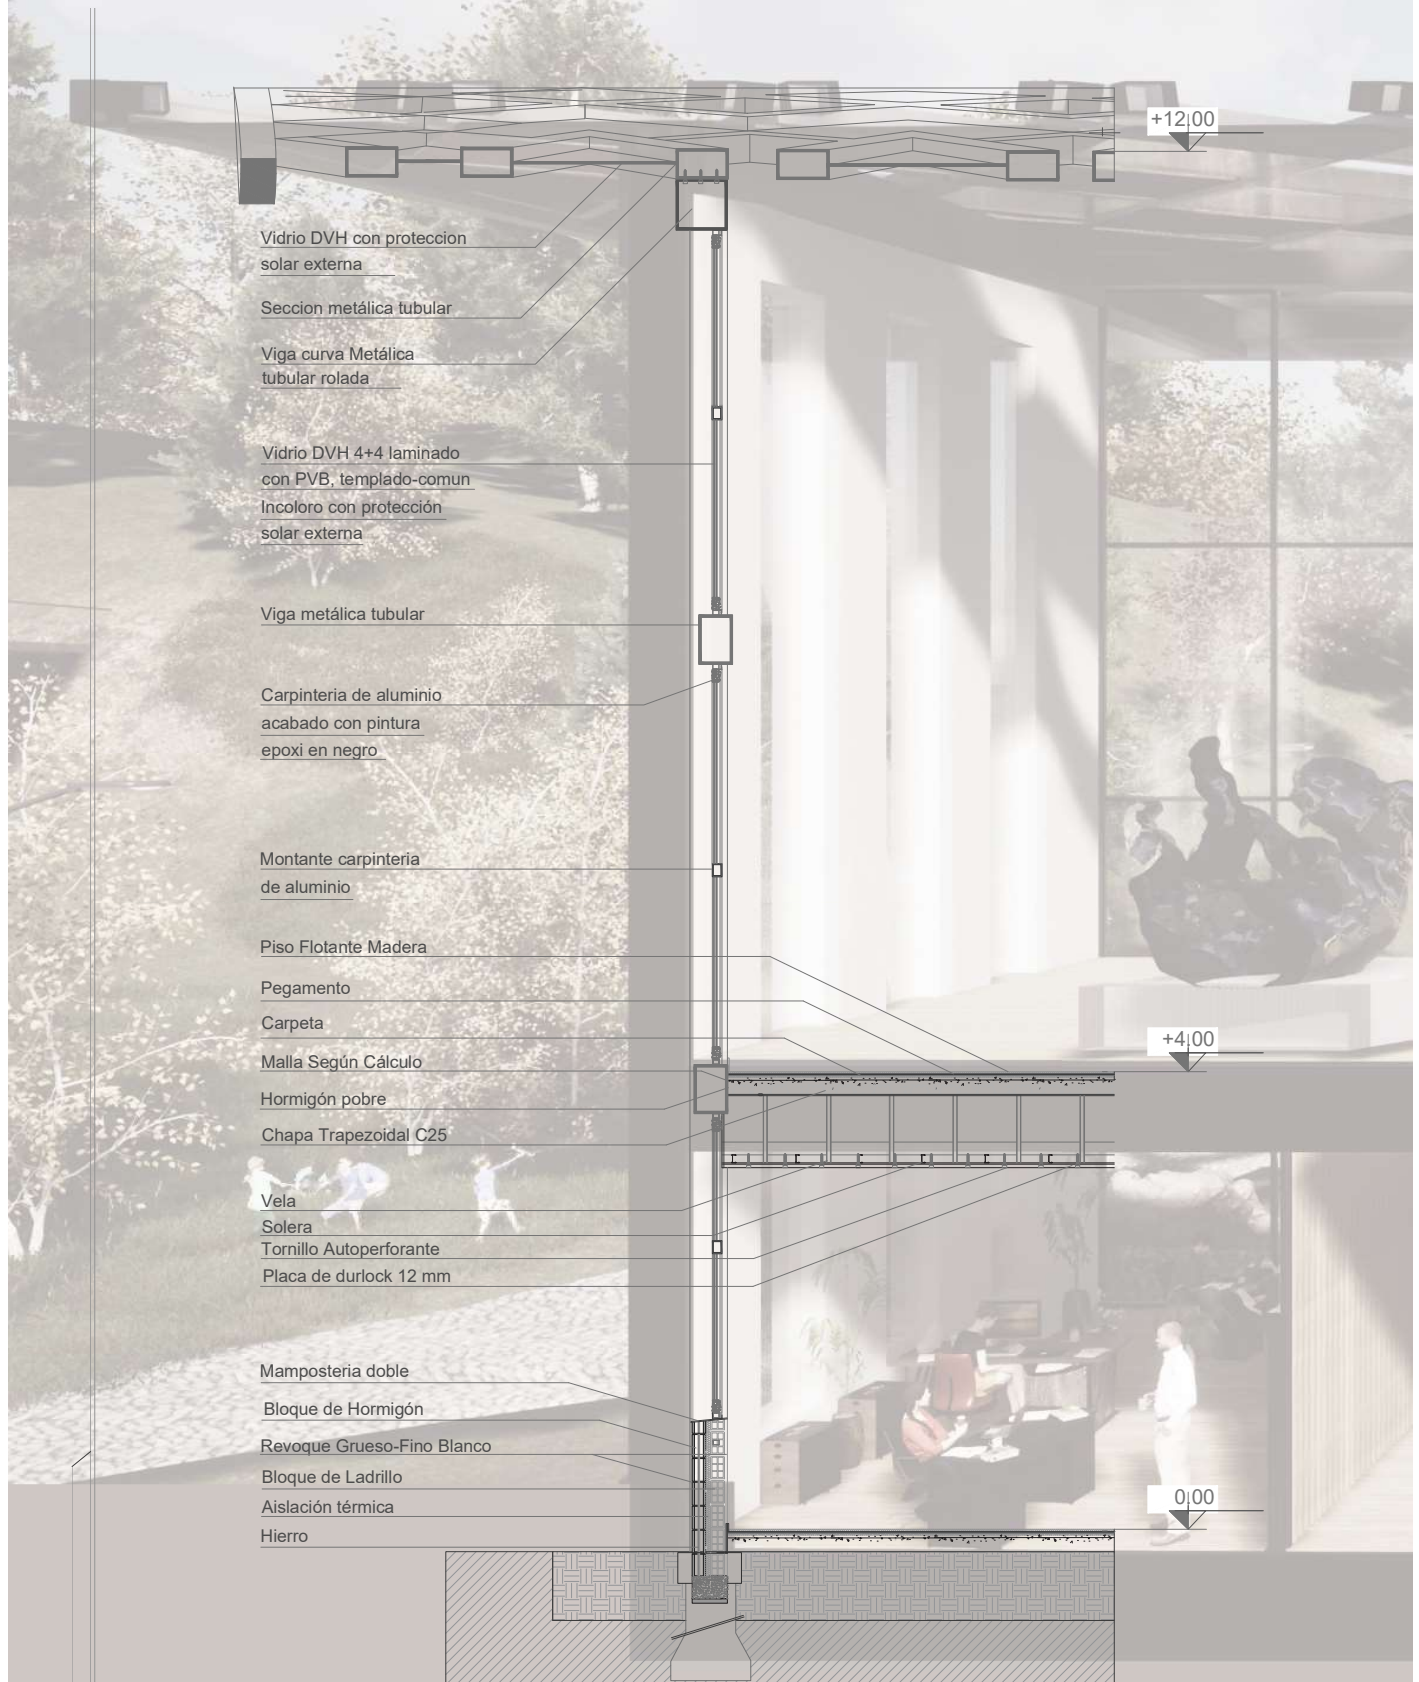 +12,00
Vidrio DVH con proteccion
solar externa
Seccion metálica tubular
Viga curva Metálica
tubular rolada
Vidrio DVH 4+4 laminado
con PVB, templado-comun
Incoloro con protección
solar externa
Viga metálica tubular
Carpinteria de aluminio
acabado con pintura
epoxi en negro
Montante carpinteria
de aluminio
Piso Flotante Madera
Pegamento
Carpeta
+4,00
Malla Según Cálculo
Hormigón pobre
Chapa Trapezoidal C25
Vela
Solera
Tornillo Autoperforante
Placa de durlock 12 mm
Mamposteria doble
Bloque de Hormigón
Revoque Grueso-Fino Blanco
Bloque de Ladrillo
0,00
Aislación térmica
Hierro